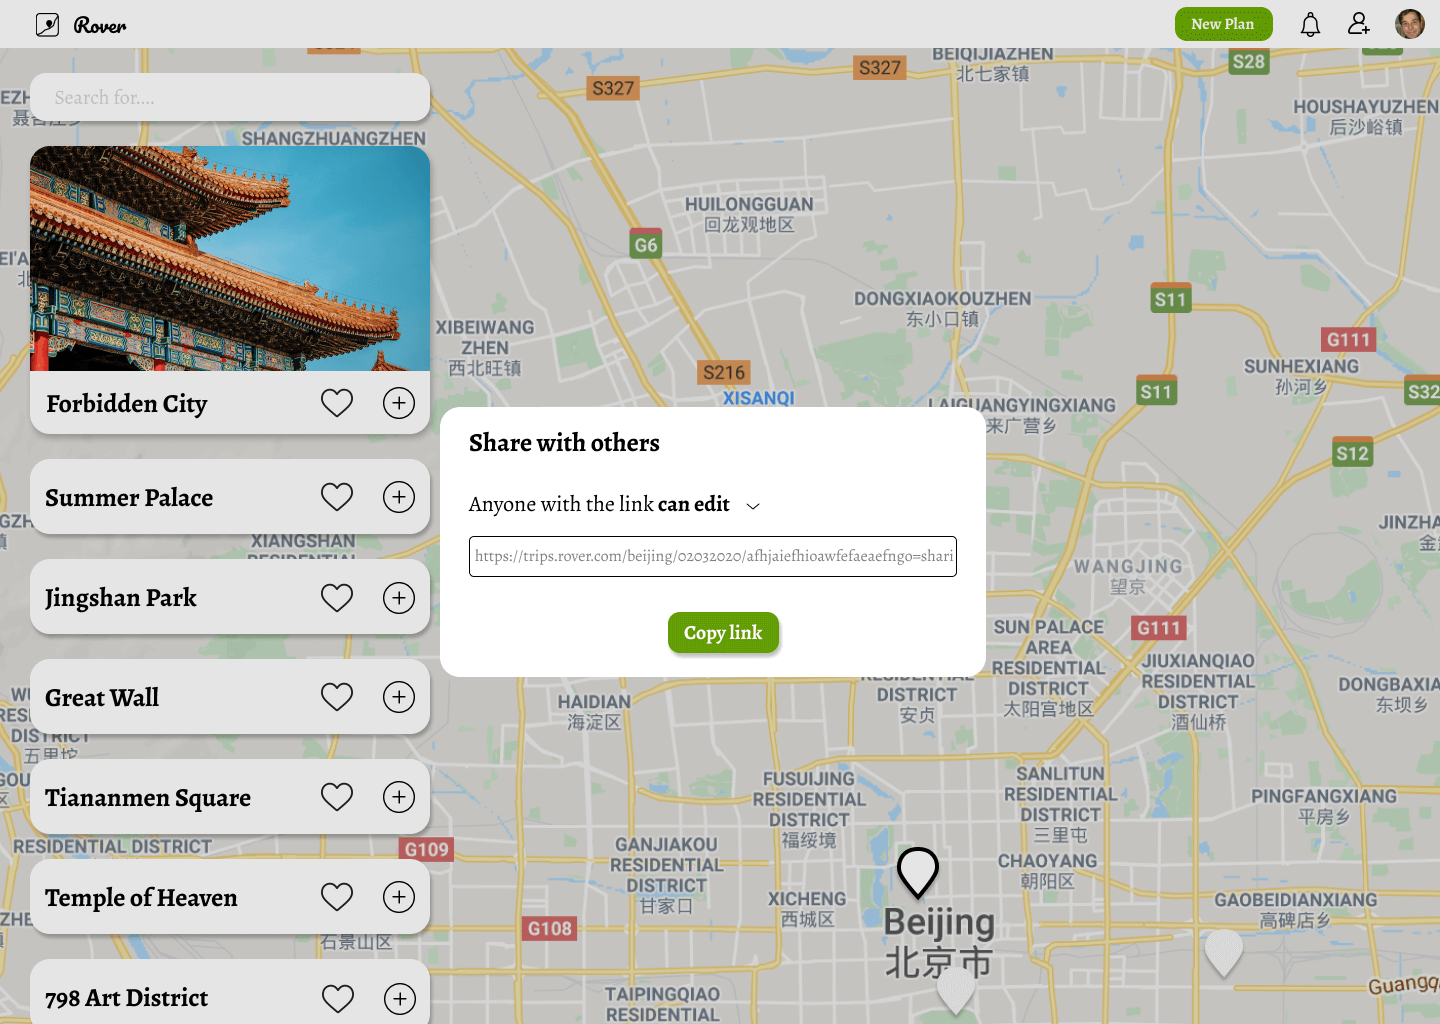 Rover
New Plan
Search for....
Forbidden City
Summer Palace
Jingshan Park
Great Wall
Tiananmen Square
Temple of Heaven
798 Art District
Share with others
Anyone with the link can edit
https://trips.rover.com/beijing/02032020/afhjaiefhioawfefaeaefngo=shari
Copy link
S327
S327
BEIQIJIAZHEN
北七家镇
S28
HOUSHAYUZHEN
后沙峪镇
SHANGZHUANGZHEN
HUILONGGUAN
回龙观地区
G6
DONGXIAOKOUZHEN
东小口镇
S11
XIBEIWANG
ZHEN
西北旺镇
G111
SUNHEXIANG
孙河乡
S216
S11
S32
XISANQI
LAIGUANGYINGXIANG
来广营乡
S12
XIANGSHAN
RESIDENTIAL
JINZHA
WANGJING
望京
SUN PALACE
AREA
RESIDENTIAL
DISTRICT
太阳宫地区
G111
JIUXIANQIAO
RESIDENTIAL
DISTRICT
酒仙桥
DONGBAXIA
东坝乡
HAIDIAN
海淀区
RESIDENTIAL
DISTRICT
安贞
DISTRICT
五里坨
FUSUIJING
RESIDENTIAL
DISTRICT
福绥境
SANLITUN
RESIDENTIAL
DISTRICT
三里屯
PINGFANGXIANG
平房乡
RESIDENTIAL DISTRICT
G109
GANJIAKOU
RESIDENTIAL
DISTRICT
甘家口
CHAOYANG
朝阳区
XICHENG
西城区
GAOBEIDIANXIANG
高碑店乡
G108
Beijing
北京市
石景山区
TAIPINGQIAO
RESIDENTIAL
Guangq